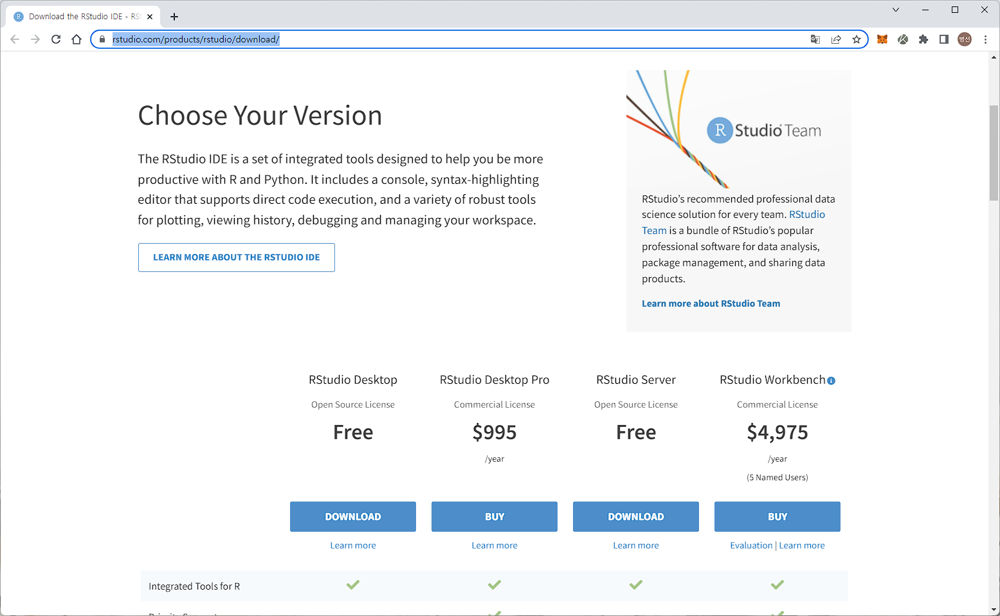 Download the RStudio IDE - RSt
rstudio.com/products/rstudio/download/
병선
Choose Your Version
The RStudio IDE is a set of integrated tools designed to help you be more
productive with R and Python. It includes a console, syntax-highlighting
editor that supports direct code execution, and a variety of robust tools
for plotting, viewing history, debugging and managing your workspace.
LEARN MORE ABOUT THE RSTUDIO IDE
R Studio® Team
RStudio’s recommended professional data
science solution for every team. RStudio
Team is a bundle of RStudio’s popular
professional software for data analysis,
package management, and sharing data
products.
Learn more about RStudio Team
RStudio Desktop RStudio Desktop Pro RStudio Server RStudio Workbench
Open Source License Commercial License Open Source License Commercial License
Free $995 Free $4,975
/year /year
(5 Named Users)
DOWNLOAD BUY DOWNLOAD BUY
Learn more Learn more Learn more Evaluation | Learn more
Integrated Tools for R